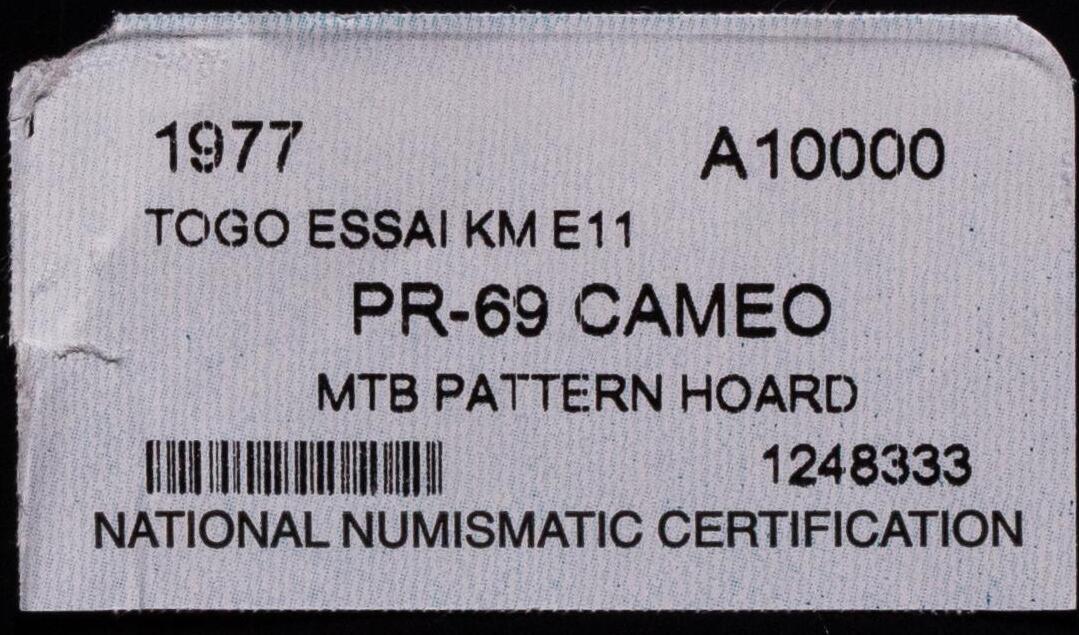 1977 A10000
TOGO ESSAI KM E11
PR-69 CAMEO
MTB PATTERN HOARD
1248333
NATIONAL NUMISMATIC CERTIFICATION